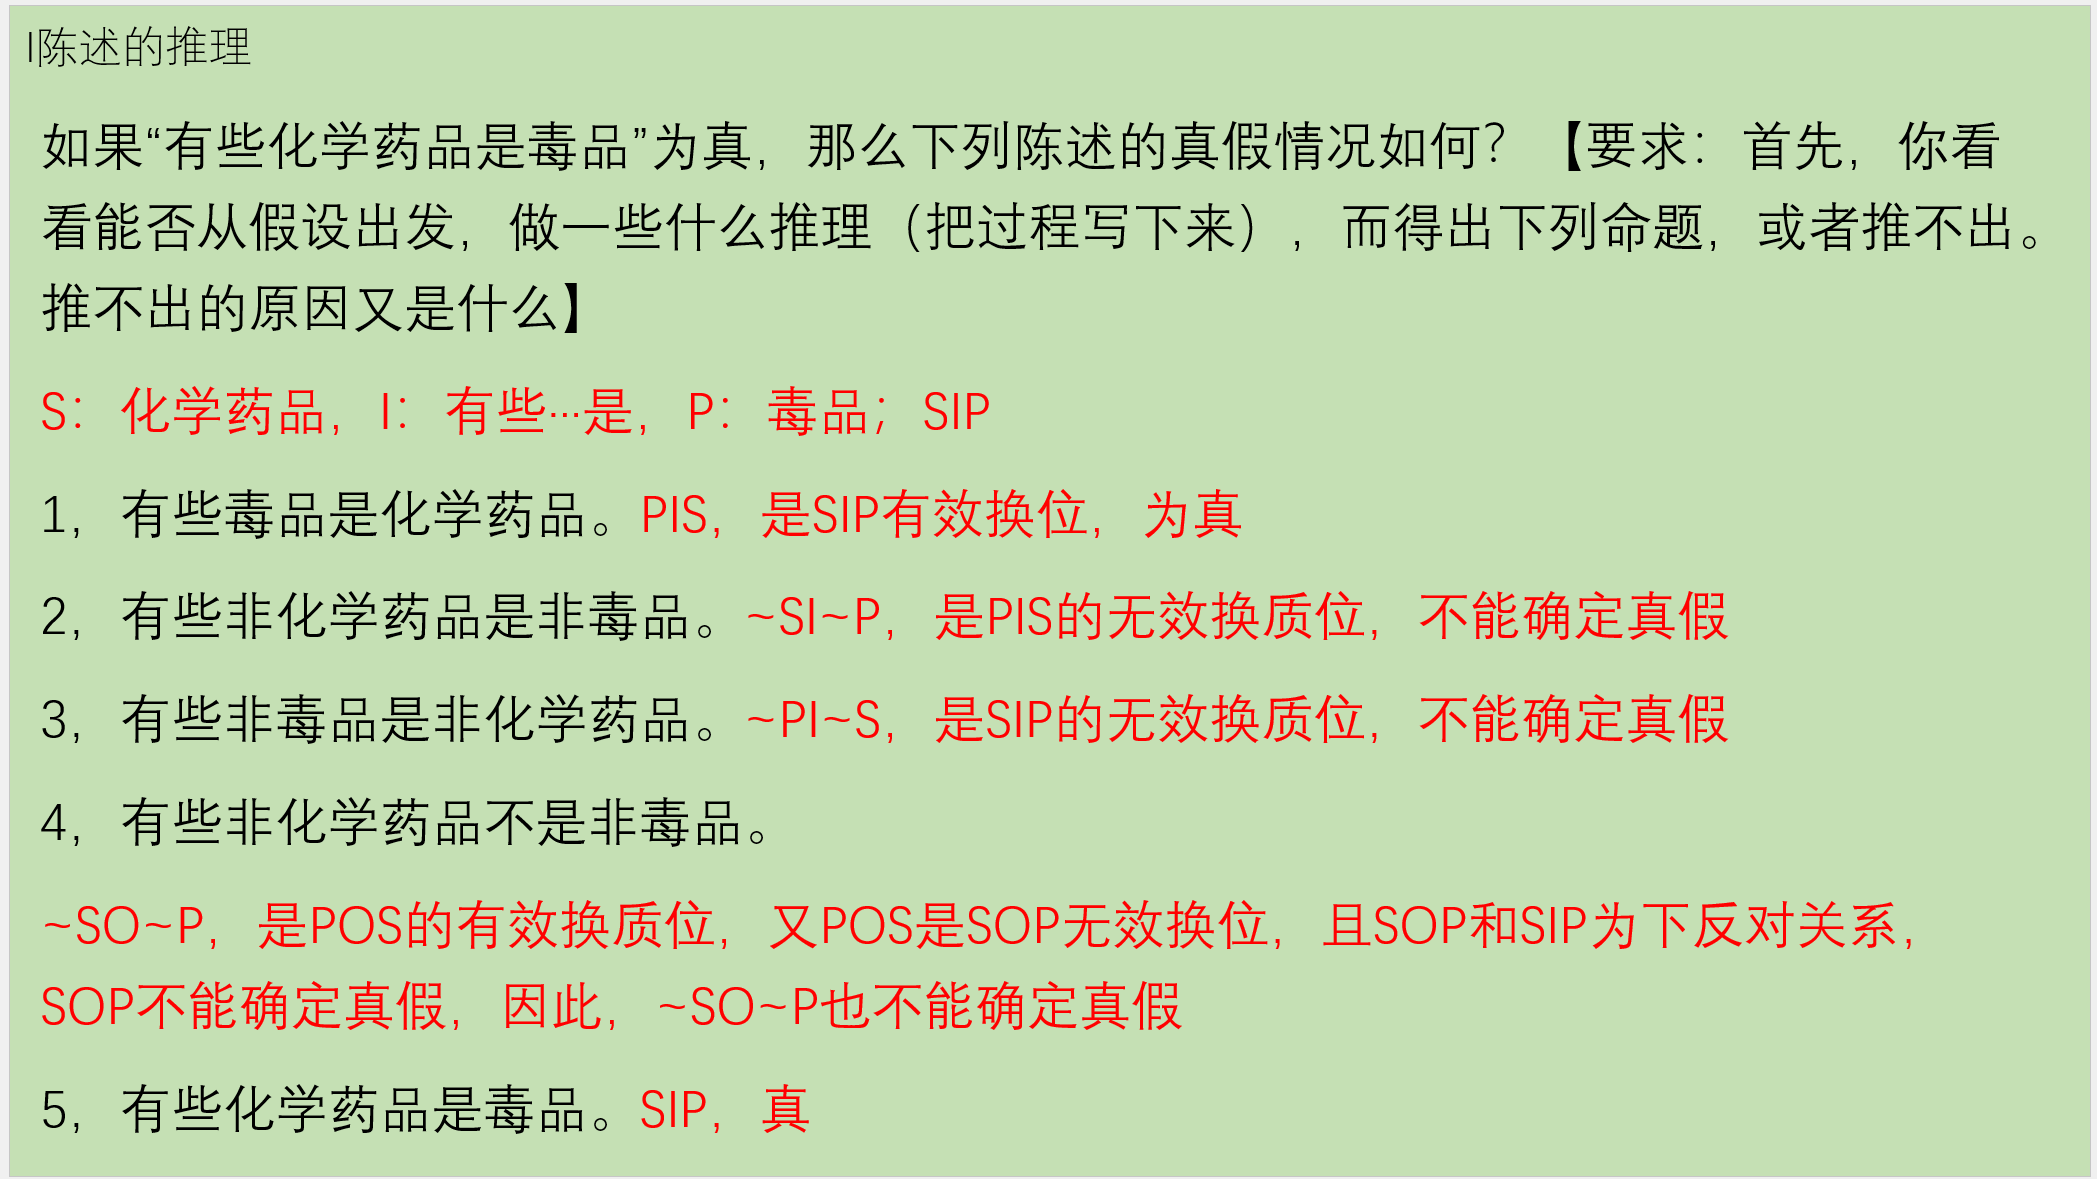 I陈述的推理
如果“有些化学药品是毒品”为真，那么下列陈述的真假情况如何？【要求：首先，你看
看能否从假设出发，做一些什么推理（把过程写下来），而得出下列命题，或者推不出。
推不出的原因又是什么】
S：化学药品，I：有些…是，P：毒品；SIP
1，有些毒品是化学药品。PIS，是SIP有效换位，为真
2，有些非化学药品是非毒品。~SI~P，是PIS的无效换质位，不能确定真假
3，有些非毒品是非化学药品。~PI~S，是SIP的无效换质位，不能确定真假
4，有些非化学药品不是非毒品。
~SO~P，是POS的有效换质位，又POS是SOP无效换位，且SOP和SIP为下反对关系，
SOP不能确定真假，因此，~SO~P也不能确定真假
5，有些化学药品是毒品。SIP，真